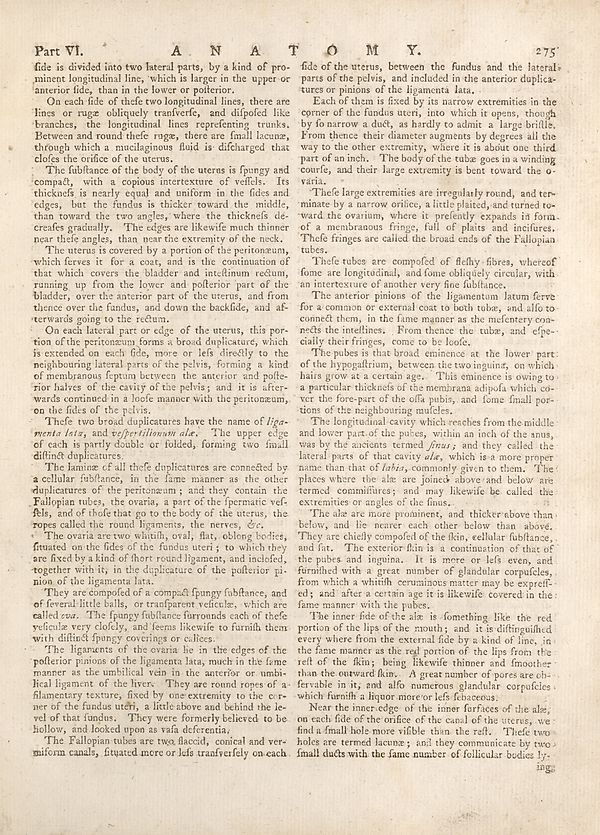 Part VI.
A N A T O M Y.
275
ſide is divided into two lateral parts, by a kind of pro-
minent longitudinal line, which is larger in the upper or
anterior ſide, than in the lower or poſterior.
On each ſide of theſe two longitudinal lines, there are
lines or rugæ obliquely tranſverſe, and diſpoſed like
branches, the longitudinal lines repreſenting trunks.
Between and round theſe rugæ, there are ſmall lacunæ,
through which a mucilaginous fluid is diſcharged that
cloſes the orifice of the uterus.
The ſubſtance of the body of the uterus is ſpungy and
compact, with a copious intertexture of veſſels. Its
thickneſs is nearly equal and uniform in the ſides and
edges, but the fundus is thicker toward the middle,
than toward the two angles, where the thickneſs de-
creaſes gradually. The edges are likewiſe much thinner
near theſe angles, than near the extremity of the neck.
The uterus is covered by a portion of the peritonæum,
which ſerves it for a coat, and is the continuation of
that which covers the bladder and inteſtinum rectum,
running up from the lower and poſterior part of the
bladder, over the anterior part of the uterus, and from
thence over the fundus, and down the backſide, and af-
terwards going to the rectum.
On each lateral part or edge of the uterus, this por-
tion of the peritonæum forms a broad duplicature, which
is extended on each ſide, more or leſs directly to the
neighbouring lateral parts of the pelvis, forming a kind
of membranous ſeptum between the anterior and poſte-
rior halves of the cavity of the pelvis; and it is after-
wards continued in a looſe manner with the peritonæum,
on the ſides of the pelvis.
Theſe two broad duplicatures have the name of liga-
menta lata, and veſpertilionum alæ. The upper edge
of each is partly double or folded, forming two ſmall
diſtinct duplicatures.
The laminæ of all theſe duplicatures are connected by
a cellular ſubſtance, in the ſame manner as the other
duplicatures of the peritonæum; and they contain the
Fallopian tubes, the ovaria, a part of the ſpermatic veſ-
ſels, and of thoſe that go to the body of the uterus, the
ropes called the round ligaments, the nerves, &c.
The ovaria are two whitiſh, oval, flat, oblong bodies,
ſituated on the ſides of the fundus uteri; to which they
are fixed by a kind of ſhort round ligament, and incloſed,
together with it, in the duplicature of the poſterior pi-
nion of the ligamenta lata.
They are compoſed of a compact ſpungy ſubſtance, and
of ſeveral little balls, or tranſparent veſiculæ, which are
called ova. The ſpungy ſubſtance ſurrounds each of theſe
veſiculæ very cloſely, and ſeems likewiſe to furniſh them
with diſtinct ſpungy coverings or calices.
The ligaments of the ovaria lie in the edges of the
poſterior pinions of the ligamenta lata, much in the ſame
manner as the umbilical vein in the anterior or umbi-
lical ligament of the liver. They are round ropes of a
filamentary texture, fixed by one extremity to the cor-
ner of the fundus uteri, a little above and behind the le-
vel of that fundus. They were formerly believed to be
hollow, and looked upon as vaſa deferentia.
The Fallopian tubes are two flaccid, conical and ver-
miform canals, ſituated more or leſs tranſverſely on each
ſide of the uterus, between the fundus and the lateral
parts of the pelvis, and included in the anterior duplica-
tures or pinions of the ligamenta lata.
Each of them is fixed by its narrow extremities in the
corner of the fundus uteri, into which it opens, though
by ſo narrow a duct, as hardly to admit a large briſtle.
From thence their diameter augments by degrees all the
way to the other extremity, where it is about one third
part of an inch. The body of the tubæ goes in a winding
courſe, and their large extremity is bent toward the o-
varia.
Theſe large extremities are irregularly round, and ter-
minate by a narrow orifice, a little plaited, and turned to-
ward the ovarium, where it preſently expands in form
of a membranous fringe, full of plaits and inciſures.
Theſe fringes are called the broad ends of the Fallopian
tubes.
Theſe tubes are compoſed of fleſhy fibres, whereof
ſome are longitudinal, and ſome obliquely circular, with
an intertexture of another very fine ſubſtance.
The anterior pinions of the ligamentum latum ſerve
for a common or external coat to both tubæ, and alſo to
connect them, in the ſame manner as the meſentery con-
nects the inteſtines. From thence the tubæ, and eſpe-
cially their fringes, come to be looſe.
The pubes is that broad eminence at the lower part
of the hypogaſtrium, between the two inguina, on which
hairs grow at a certain age. This eminence is owing to
a particular thickneſs of the membrana adipoſa which co-
ver the fore-part of the oſſa pubis, and ſome ſmall por-
tions of the neighbouring muſcles.
The longitudinal cavity which reaches from the middle
and lower part of the pubes, within an inch of the anus,
was by the ancients termed ſinus; and they called the
lateral parts of that cavity alæ, which is a more proper
name than that of labia, commonly given to them. The
places where the alæ are joined above and below are
termed commiſſures; and may likewiſe be called the
extremities or angles of the ſinus.
The alæ are more prominent, and thicker above than
below, and lie nearer each other below than above.
They are chiefly compoſed of the ſkin, cellular ſubſtance,
and fat. The exterior ſkin is a continuation of that of
the pubes and inguina. It is more or leſs even, and
furniſhed with a great number of glandular corpuſcles,
from which a whitiſh ceruminous matter may be expreſſ-
ed; and after a certain age it is likewiſe covered in the
ſame manner with the pubes.
The inner ſide of the alæ is ſomething like the red
portion of the lips of the mouth; and it is diſtinguiſhed
every where from the external ſide by a kind of line, in
the ſame manner as the red portion of the lips from the
reſt of the ſkin; being likewiſe thinner and ſmoother
than the outward ſkin. A great number of pores are ob-
ſervable in it, and alſo numerous glandular corpuſcles
which furniſh a liquor more or leſs ſebaceous.
Near the inner edge of the inner ſurfaces of the alæ,
on each ſide of the orifice of the canal of the uterus, we
find a ſmall hole more viſible than the reſt. Theſe two
holes are termed lacunæ; and they communicate by two
ſmall ducts with the ſame number of follicular bodies ly-
ing